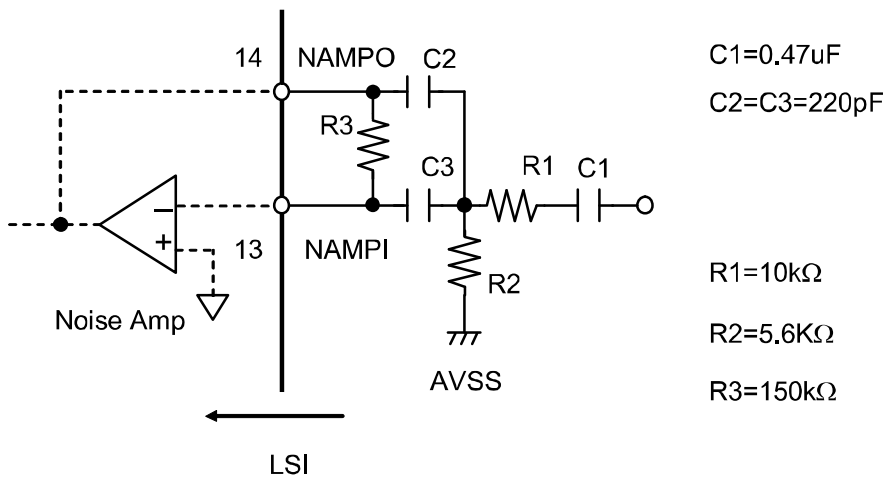 14 NAMPO C2
R3
C3 R1 C1
−
+
13 NAMPI
R2
Noise Amp
AVSS
LSI
C1=0.47uF
C2=C3=220pF
R1=10kΩ
R2=5.6KΩ
R3=150kΩ